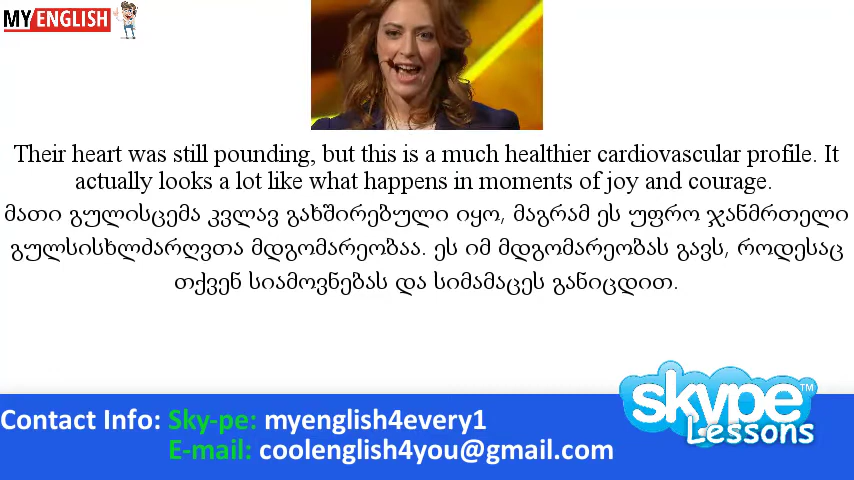 MY ENGLISH
Their heart was still pounding, but this is a much healthier cardiovascular profile. It
actually looks a lot like what happens in moments of joy and courage.
მათი გულისცემა კვლავ გახშირებული იყო, მაგრამ ეს უფრო ჯანმრთელი
გულსისხლძარღვთა მდგომარეობაა. ეს იმ მდგომარეობას გავს, როდესაც
თქვენ სიამოვნებას და სიმამაცეს განიცდით.
skype™
Lessons
Contact Info: Sky-pe: myenglish4every1
E-mail: coolenglish4you@gmail.com